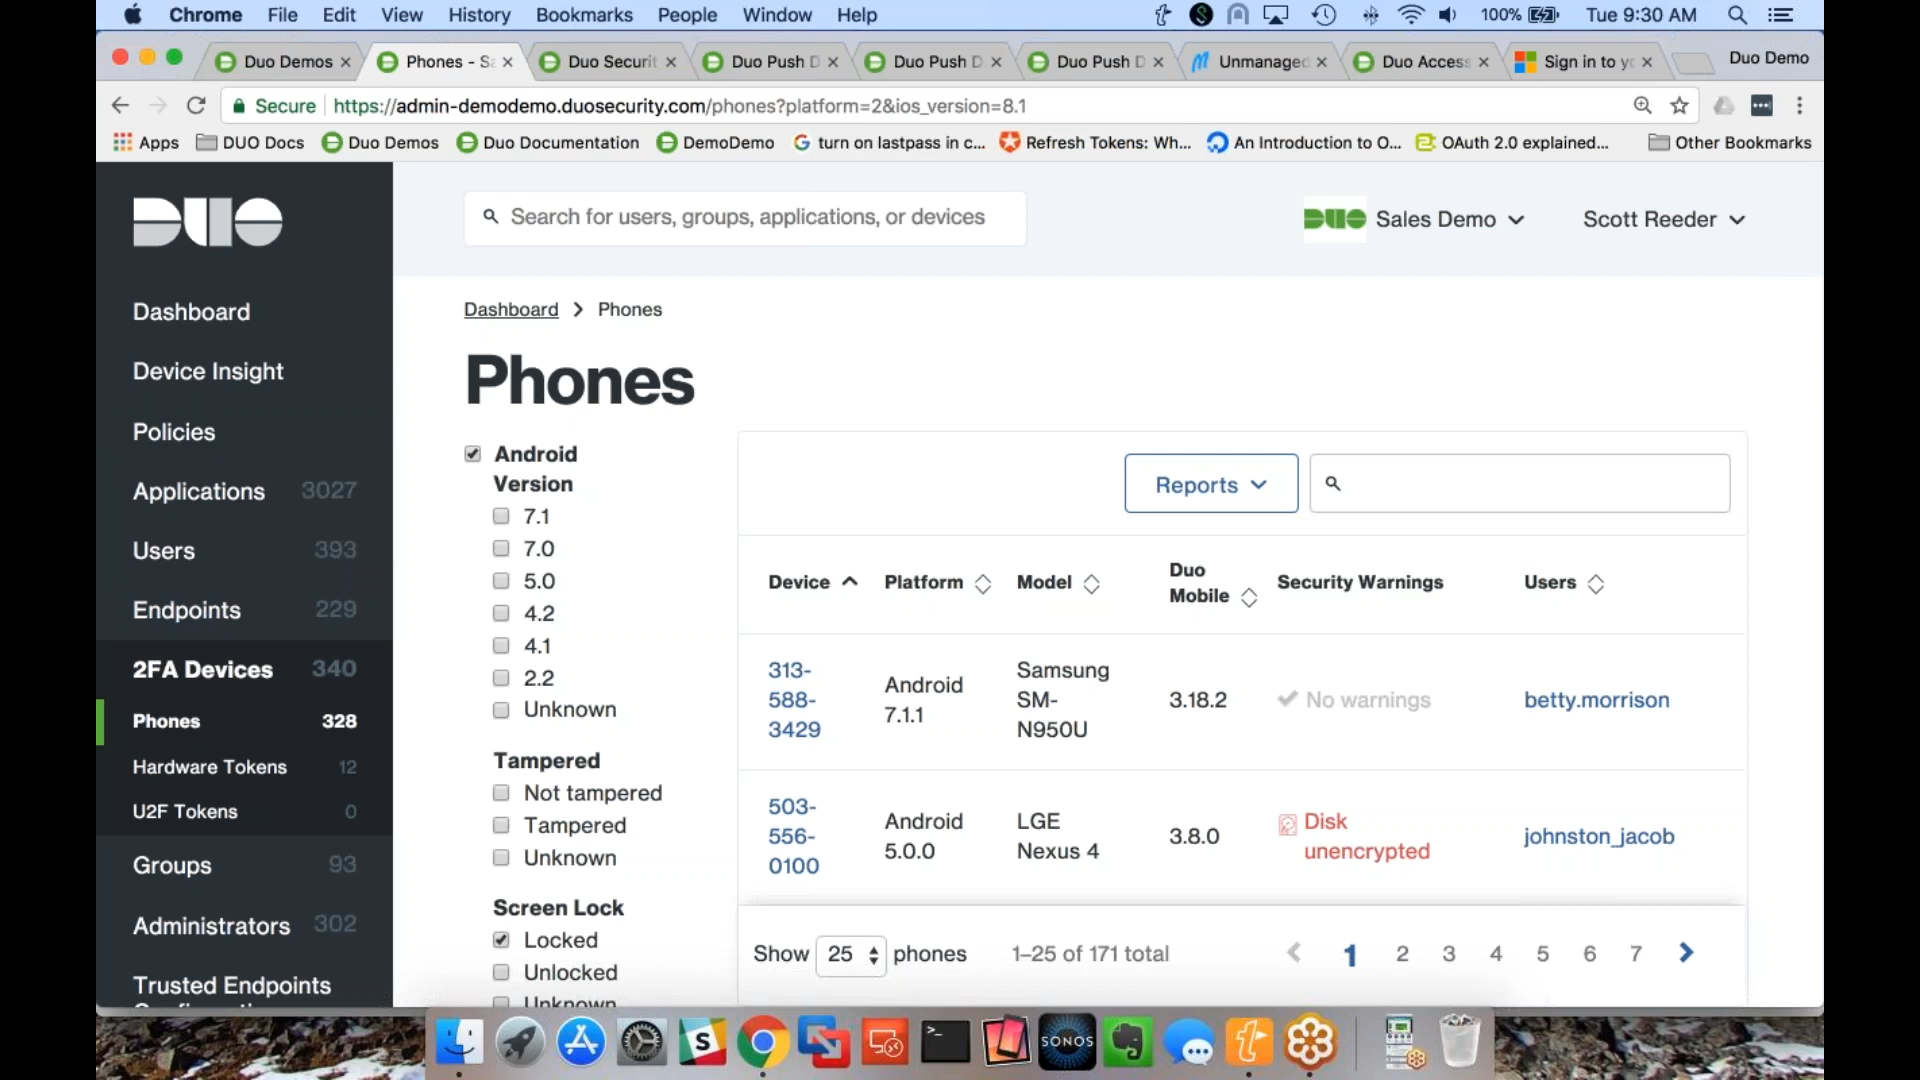 Chrome File Edit View History Bookmarks People Window Help 100% Tue 9:30 AM
Duo Demos Phones - Sa Duo Securit Duo Push D Duo Push D Duo Push D Unmanaged Duo Access Sign in to yo Duo Demo
Secure https://admin-demodemo.duosecurity.com/phones?platform=2&ios_version=8.1
Apps DUO Docs Duo Demos Duo Documentation DemoDemo turn on lastpass in c... Refresh Tokens: Wh... An Introduction to O... OAuth 2.0 explained... Other Bookmarks
DUO
Search for users, groups, applications, or devices
DUO Sales Demo Scott Reeder
Dashboard
Device Insight
Policies
Applications 3027
Users 393
Endpoints 229
2FA Devices 340
Phones 328
Hardware Tokens 12
U2F Tokens 0
Groups 93
Administrators 302
Trusted Endpoints
Dashboard > Phones
Phones
Android
Version
7.1
7.0
5.0
4.2
4.1
2.2
Unknown
Tampered
Not tampered
Tampered
Unknown
Screen Lock
Locked
Unlocked
Unknown
Reports
Device Platform Model Duo Mobile Security Warnings Users
313-
588-
3429
Android
7.1.1
Samsung
SM-
N950U
3.18.2
No warnings
betty.morrison
503-
556-
0100
Android
5.0.0
LGE
Nexus 4
3.8.0
Disk
unencrypted
johnston_jacob
Show 25 phones 1–25 of 171 total 1 2 3 4 5 6 7
SONOS